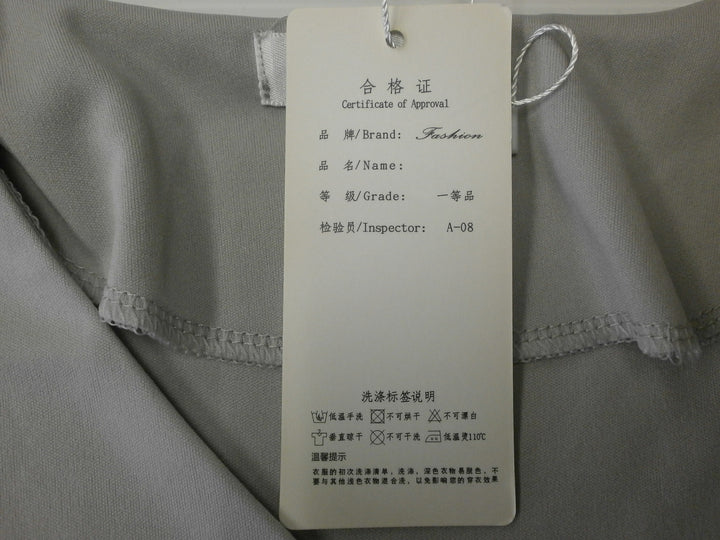 合格证
Certificate of Approval
品 牌/Brand: Fashion
品 名/Name:
等 级/Grade: 一等品
检验员/Inspector: A-08
洗涤标签说明
低温手洗 不可烘干 不可漂白
垂直晾干 不可干洗 低温烫110℃
温馨提示
衣服的初次洗涤清单、洗涤、深色衣物易脱色，不
要与其他浅色衣物混合洗，以免影响您的穿衣效果